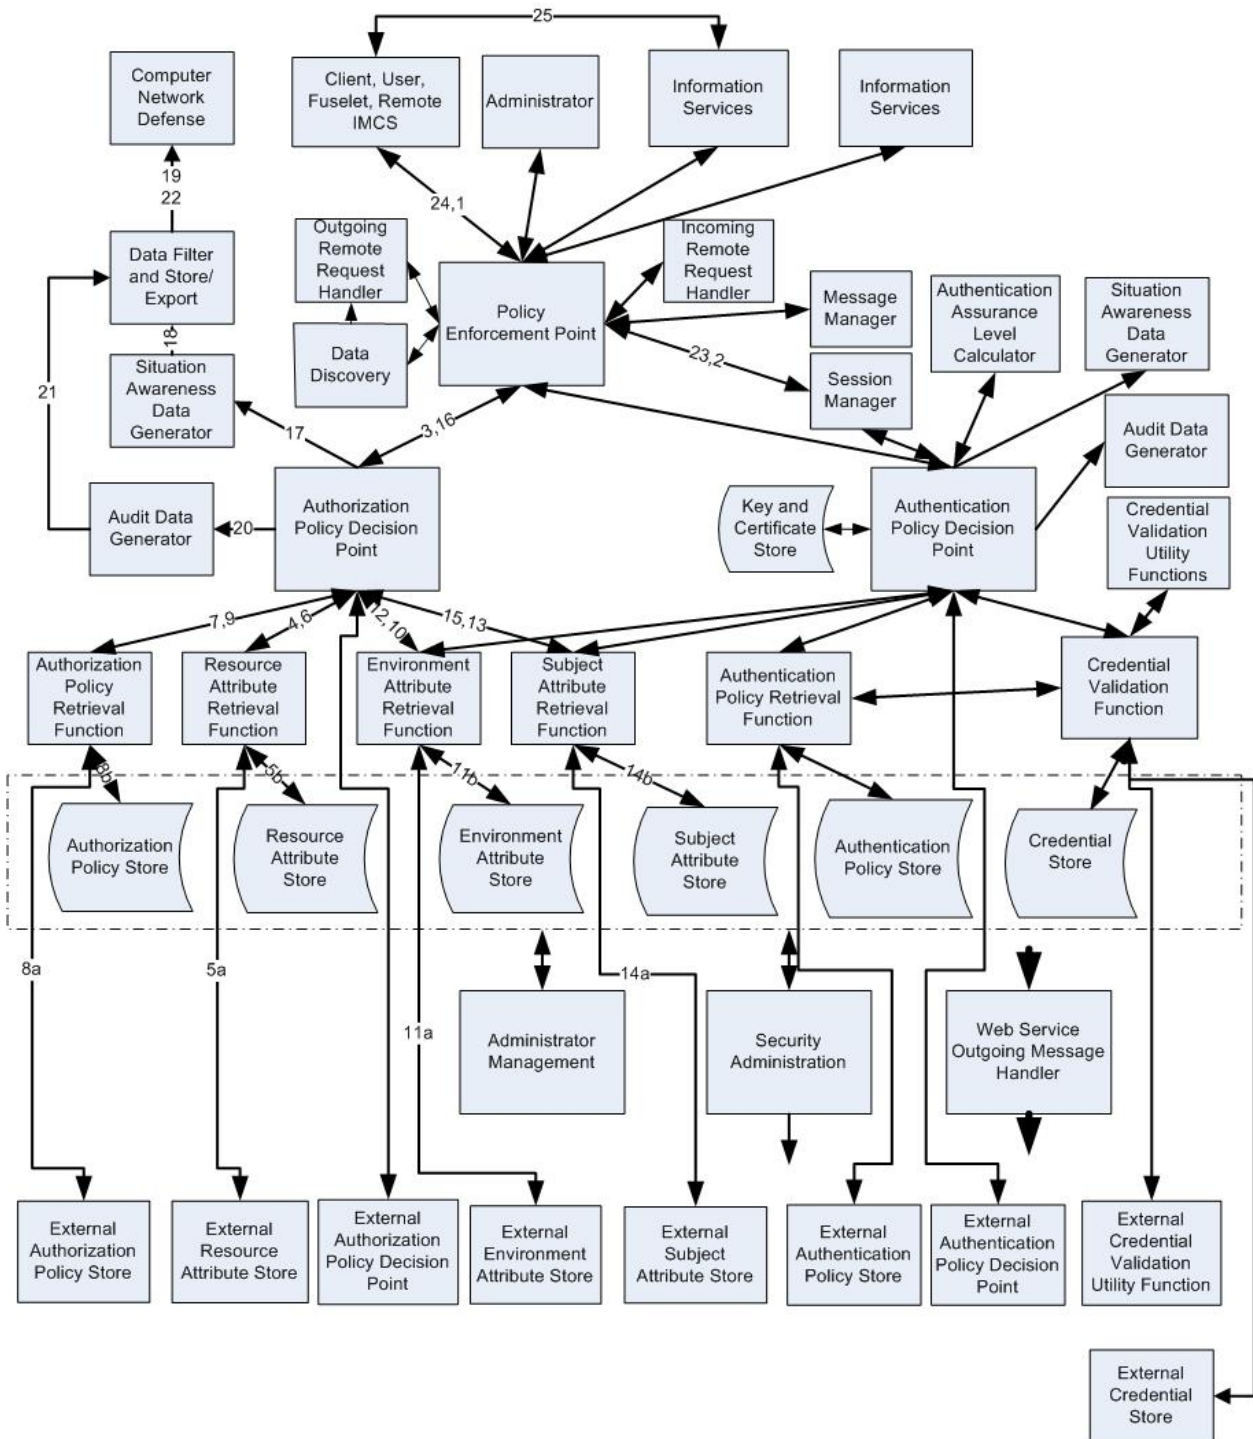 25
Computer
Network
Defense
Client, User,
Fuselet, Remote
IMCS
Administrator
Information
Services
Information
Services
19
22
24,1
Data Filter
and Store/
Export
Outgoing
Remote
Request
Handler
Policy
Enforcement Point
Incoming
Remote
Request
Handler
Message
Manager
Authentication
Assurance
Level
Calculator
Situation
Awareness
Data
Generator
18
Data
Discovery
23,2
Session
Manager
21
Situation
Awareness
Data
Generator
17
3,16
Audit Data
Generator
Audit Data
Generator
20
Authorization
Policy Decision
Point
Key and
Certificate
Store
Authentication
Policy Decision
Point
Credential
Validation
Utility
Functions
7,9
4,6
12,10
15,13
Authorization
Policy
Retrieval
Function
Resource
Attribute
Retrieval
Function
Environment
Attribute
Retrieval
Function
Subject
Attribute
Retrieval
Function
Authentication
Policy Retrieval
Function
Credential
Validation
Function
8b
5b
11b
14b
Authorization
Policy Store
Resource
Attribute
Store
Environment
Attribute
Store
Subject
Attribute
Store
Authentication
Policy Store
Credential
Store
8a
5a
14a
11a
Administrator
Management
Security
Administration
Web Service
Outgoing Message
Handler
External
Authorization
Policy Store
External
Resource
Attribute Store
External
Authorization
Policy Decision
Point
External
Environment
Attribute Store
External
Subject
Attribute Store
External
Authentication
Policy Store
External
Authentication
Policy Decision
Point
External
Credential
Validation
Utility Function
External
Credential
Store